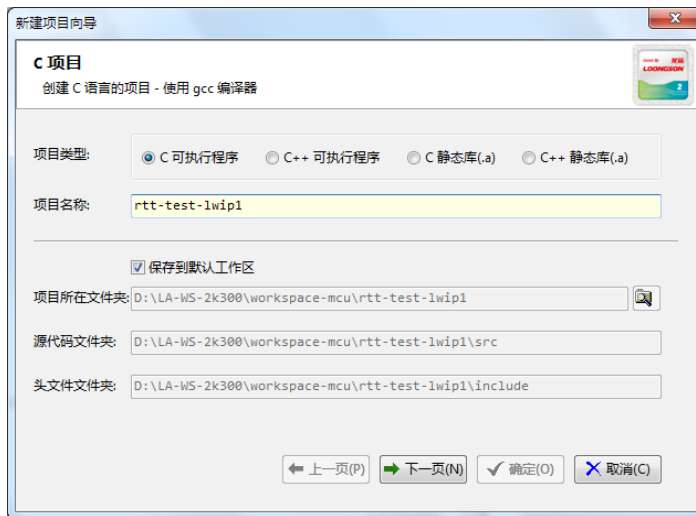 新建项目向导
C 项目
创建 C 语言的项目 - 使用 gcc 编译器
龙芯
LOONGSON
2
项目类型: C 可执行程序 C++ 可执行程序 C 静态库(.a) C++ 静态库(.a)
项目名称: rtt-test-lwip1
保存到默认工作区
项目所在文件夹: D:\LA-WS-2k300\workspace-mcu\rtt-test-lwip1
源代码文件夹: D:\LA-WS-2k300\workspace-mcu\rtt-test-lwip1\src
头文件文件夹: D:\LA-WS-2k300\workspace-mcu\rtt-test-lwip1\include
上一页(P) 下一页(N) 确定(O) 取消(C)